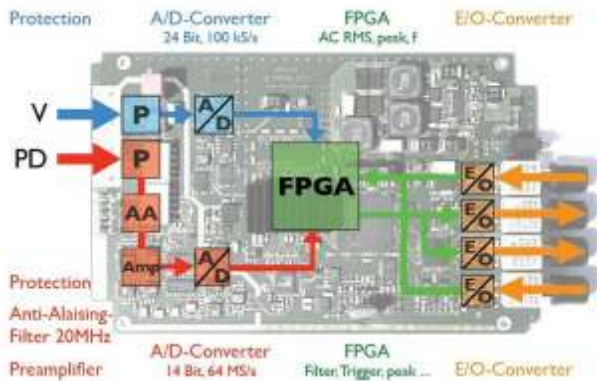 Protection A/D-Converter FPGA E/O-Converter
24 Bit, 100 kS/s AC RMS, peak, f
V P A/D
PD P FPGA E/O
AA E/O
E/O
Amp A/D E/O
Protection
Anti-Alaising-
Filter 20MHz
A/D-Converter FPGA
Preamplifier 14 Bit, 64 MS/s Filter, Trigger, peak ... E/O-Converter